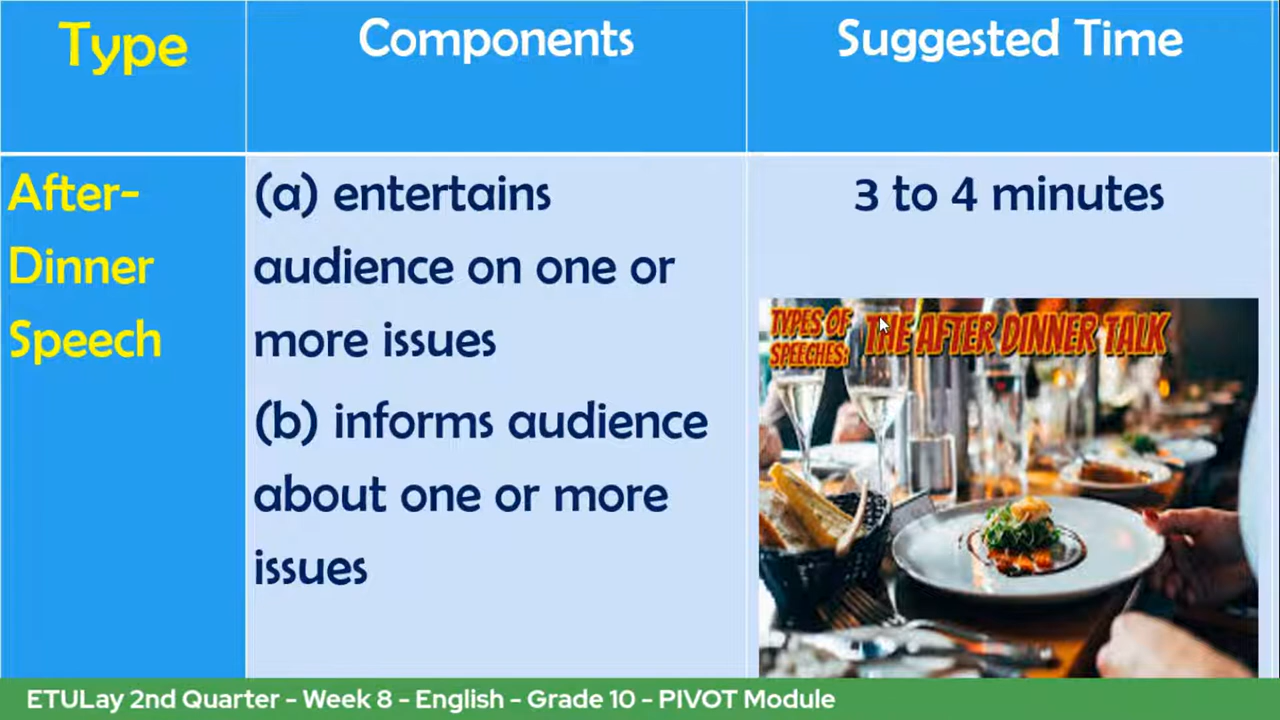 Type
Components
Suggested Time
After-
Dinner
Speech
(a) entertains
audience on one or
more issues
(b) informs audience
about one or more
issues
3 to 4 minutes
TYPES OF
SPEECHES:
THE AFTER DINNER TALK
ETULay 2nd Quarter - Week 8 - English - Grade 10 - PIVOT Module